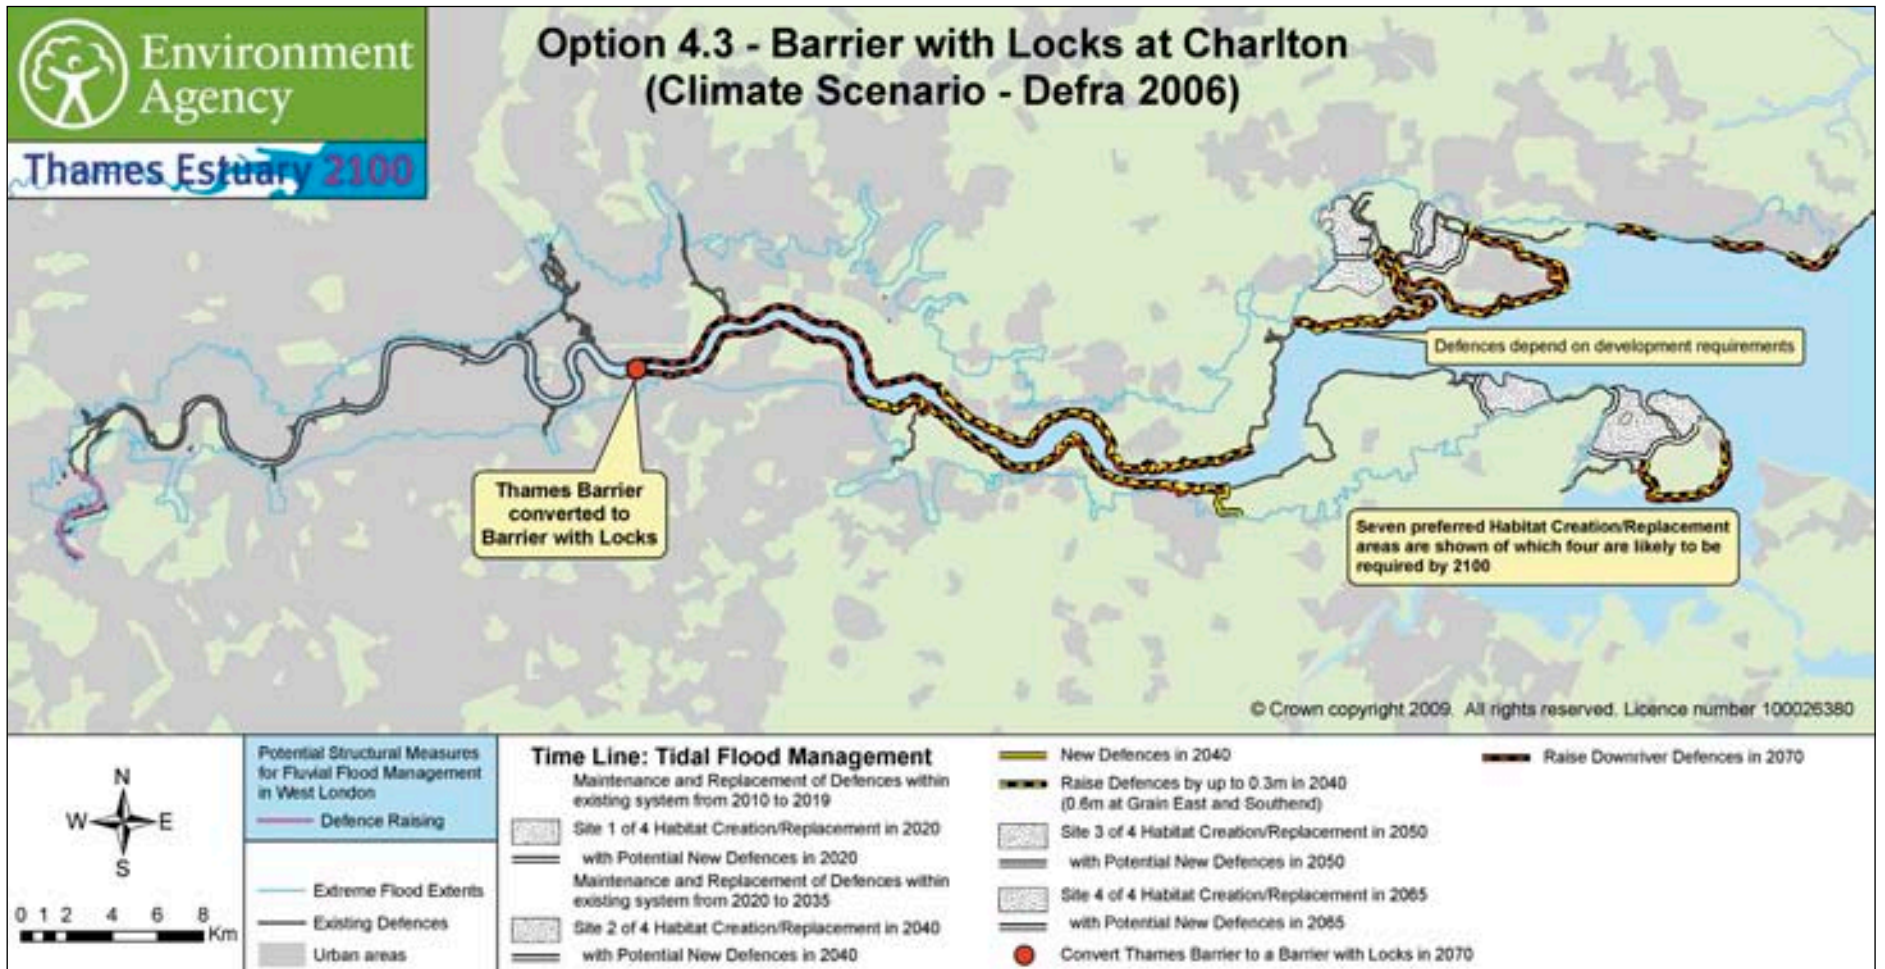 Environment
Agency
Thames Estuary 2100
Option 4.3 - Barrier with Locks at Charlton
(Climate Scenario - Defra 2006)
Defences depend on development requirements
Thames Barrier
converted to
Barrier with Locks
Seven preferred Habitat Creation/Replacement
areas are shown of which four are likely to be
required by 2100
© Crown copyright 2009. All rights reserved. Licence number 100026380
N
W E
S
0 1 2 4 6 8
Km
Potential Structural Measures
for Fluvial Flood Management
in West London
Defence Raising
Extreme Flood Extents
Existing Defences
Urban areas
Time Line: Tidal Flood Management
Maintenance and Replacement of Defences within
existing system from 2010 to 2019
Site 1 of 4 Habitat Creation/Replacement in 2020
with Potential New Defences in 2020
Maintenance and Replacement of Defences within
existing system from 2020 to 2035
Site 2 of 4 Habitat Creation/Replacement in 2040
with Potential New Defences in 2040
New Defences in 2040
Raise Defences by up to 0.3m in 2040
(0.6m at Grain East and Southend)
Site 3 of 4 Habitat Creation/Replacement in 2050
with Potential New Defences in 2050
Site 4 of 4 Habitat Creation/Replacement in 2065
with Potential New Defences in 2065
Convert Thames Barrier to a Barrier with Locks in 2070
Raise Downriver Defences in 2070